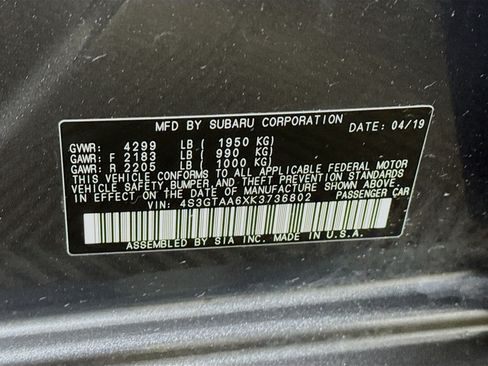 MFD BY SUBARU CORPORATION DATE: 04/19
GVWR: 4299 LB ( 1950 KG)
GAWR: F 2183 LB ( 990 KG)
GAWR: R 2205 LB ( 1000 KG)
THIS VEHICLE CONFORMS TO ALL APPLICABLE FEDERAL MOTOR
VEHICLE SAFETY, BUMPER, AND THEFT PREVENTION STANDARDS
IN EFFECT ON THE DATE OF MANUFACTURE SHOWN ABOVE.
VIN: 4S3GTAA6XK3736802 PASSENGER CAR
ASSEMBLED BY SIA INC. MADE IN U.S.A.